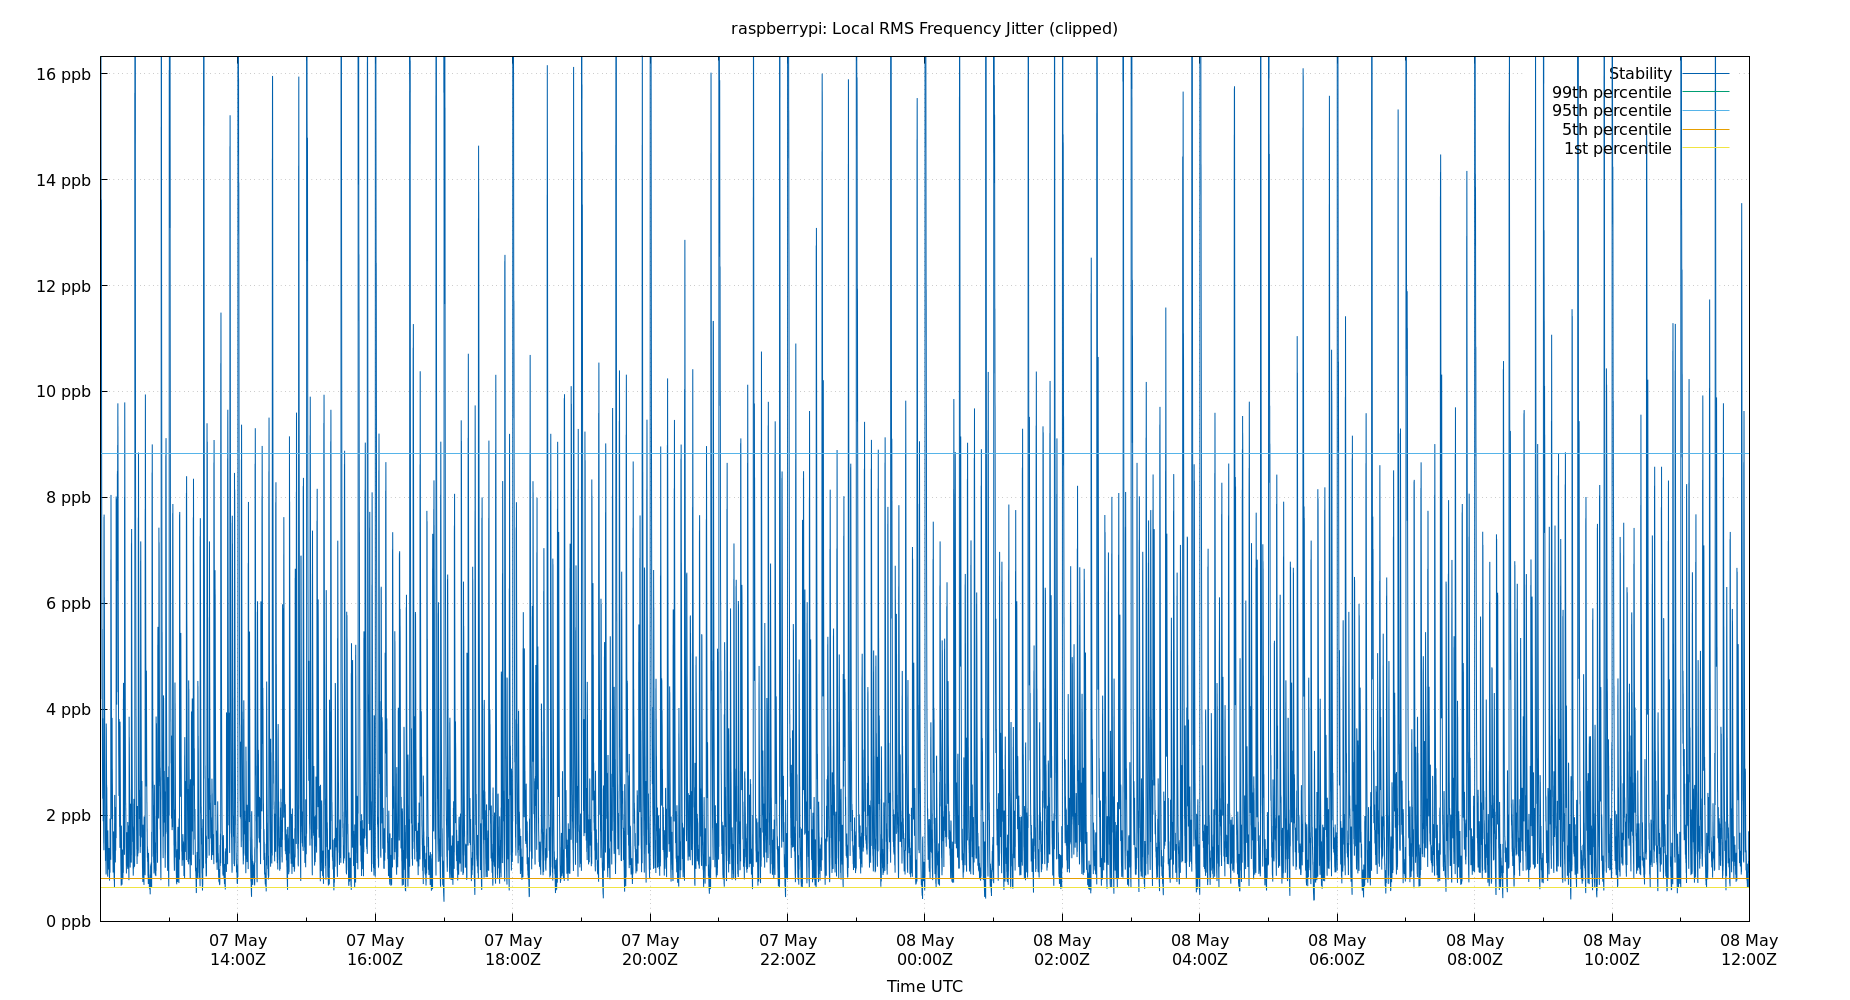 raspberrypi: Local RMS Frequency Jitter (clipped)
16 ppb
14 ppb
12 ppb
10 ppb
8 ppb
6 ppb
4 ppb
2 ppb
0 ppb
Stability
99th percentile
95th percentile
5th percentile
1st percentile
07 May
14:00Z
07 May
16:00Z
07 May
18:00Z
07 May
20:00Z
07 May
22:00Z
08 May
00:00Z
08 May
02:00Z
08 May
04:00Z
08 May
06:00Z
08 May
08:00Z
08 May
10:00Z
08 May
12:00Z
Time UTC